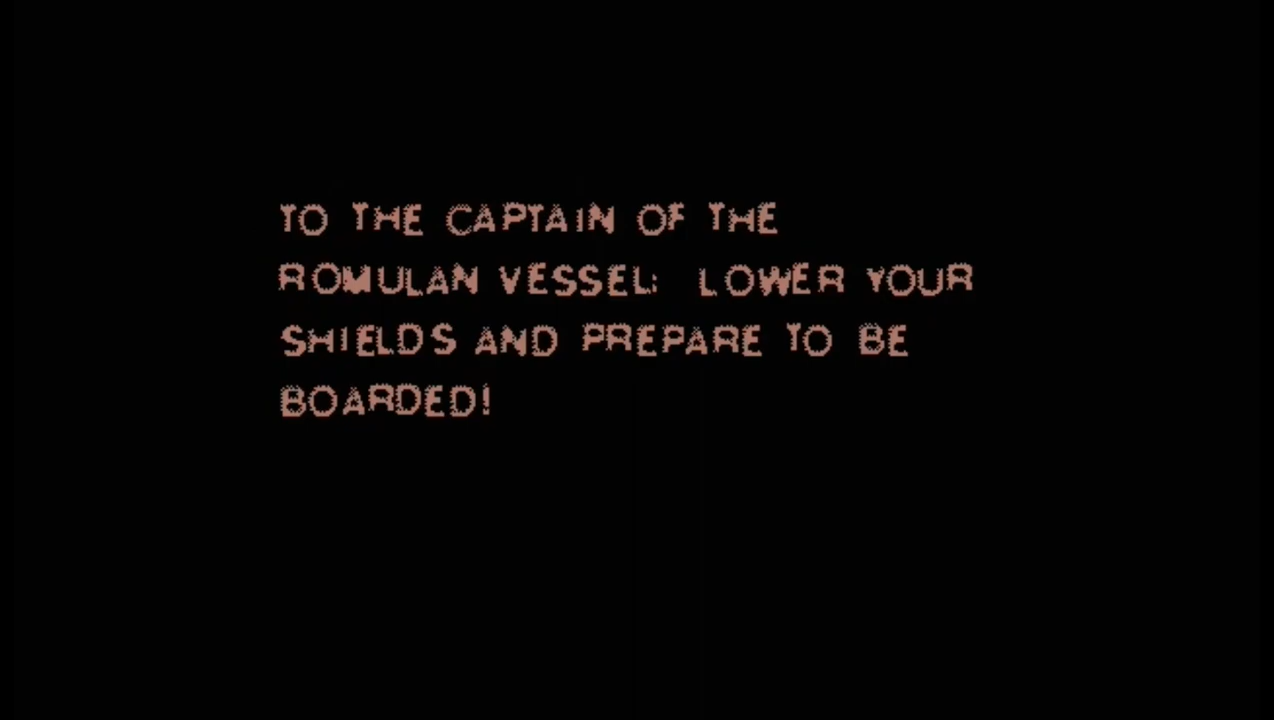 TO THE CAPTAIN OF THE
ROMULAN VESSEL: LOWER YOUR
SHIELDS AND PREPARE TO BE
BOARDED!